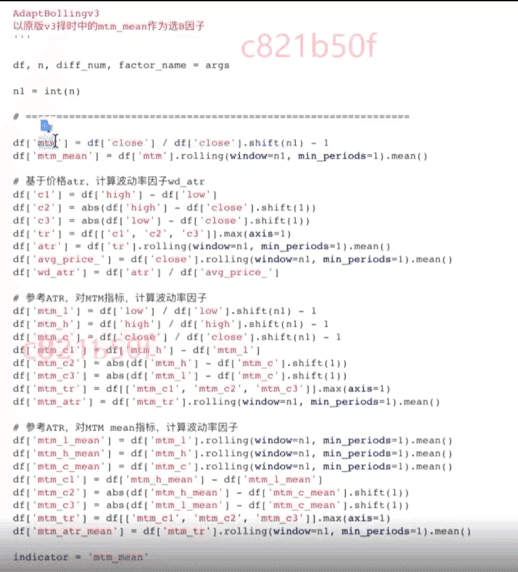 AdaptBollingv3
以原版v3择时中的mtm_mean作为选B因子
'''
c821b50f
df, n, diff_num, factor_name = args
n1 = int(n)
# ==========================================================
df['mtm'] = df['close'] / df['close'].shift(n1) - 1
df['mtm_mean'] = df['mtm'].rolling(window=n1, min_periods=1).mean()
# 基于价格atr，计算波动率因子wd_atr
df['c1'] = df['high'] - df['low']
df['c2'] = abs(df['high'] - df['close'].shift(1))
df['c3'] = abs(df['low'] - df['close'].shift(1))
df['tr'] = df[['c1', 'c2', 'c3']].max(axis=1)
df['atr'] = df['tr'].rolling(window=n1, min_periods=1).mean()
df['avg_price_'] = df['close'].rolling(window=n1, min_periods=1).mean()
df['wd_atr'] = df['atr'] / df['avg_price_']
# 参考ATR，对MTM指标，计算波动率因子
df['mtm_l'] = df['low'] / df['low'].shift(n1) - 1
df['mtm_h'] = df['high'] / df['high'].shift(n1) - 1
df['mtm_c'] = df['close'] / df['close'].shift(n1) - 1
df['mtm_c1'] = df['mtm_h'] - df['mtm_l']
c821b50f
df['mtm_c2'] = abs(df['mtm_h'] - df['mtm_c'].shift(1))
df['mtm_c3'] = abs(df['mtm_l'] - df['mtm_c'].shift(1))
df['mtm_tr'] = df[['mtm_c1', 'mtm_c2', 'mtm_c3']].max(axis=1)
df['mtm_atr'] = df['mtm_tr'].rolling(window=n1, min_periods=1).mean()
# 参考ATR，对MTM mean指标，计算波动率因子
df['mtm_l_mean'] = df['mtm_l'].rolling(window=n1, min_periods=1).mean()
df['mtm_h_mean'] = df['mtm_h'].rolling(window=n1, min_periods=1).mean()
df['mtm_c_mean'] = df['mtm_c'].rolling(window=n1, min_periods=1).mean()
df['mtm_c1'] = df['mtm_h_mean'] - df['mtm_l_mean']
df['mtm_c2'] = abs(df['mtm_h_mean'] - df['mtm_c_mean'].shift(1))
df['mtm_c3'] = abs(df['mtm_l_mean'] - df['mtm_c_mean'].shift(1))
df['mtm_tr'] = df[['mtm_c1', 'mtm_c2', 'mtm_c3']].max(axis=1)
df['mtm_atr_mean'] = df['mtm_tr'].rolling(window=n1, min_periods=1).mean()
indicator = 'mtm_mean'